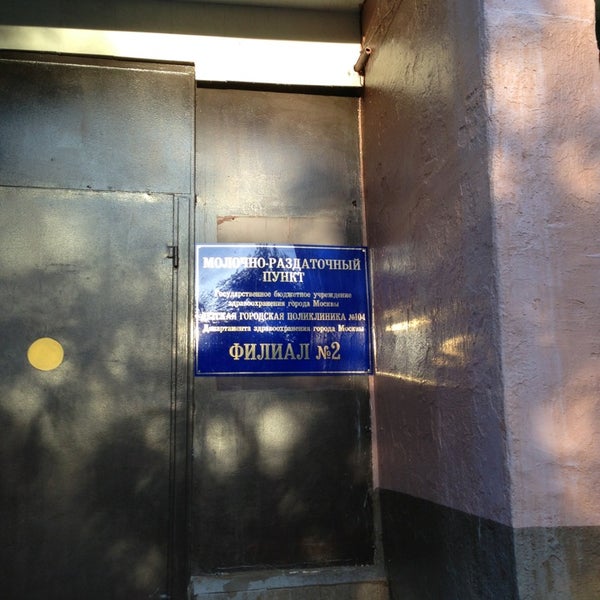 МОЛОЧНО-РАЗДАТОЧНЫЙ
ПУНКТ
Государственное бюджетное учреждение
здравоохранения города Москвы
ДЕТСКАЯ ГОРОДСКАЯ ПОЛИКЛИНИКА №104
Департамента здравоохранения города Москвы
ФИЛИАЛ №2